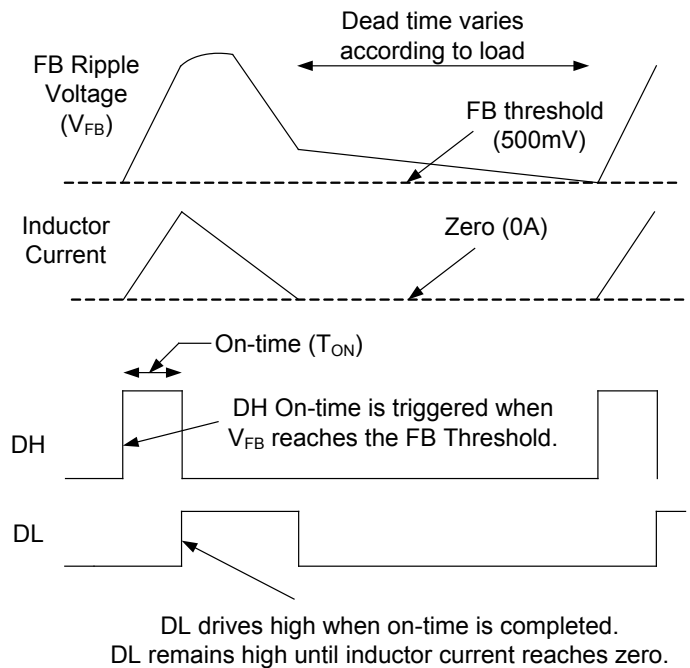 Dead time varies
according to load
FB Ripple
Voltage
(VFB)
FB threshold
(500mV)
Inductor
Current
Zero (0A)
On-time (TON)
DH On-time is triggered when
VFB reaches the FB Threshold.
DH
DL
DL drives high when on-time is completed.
DL remains high until inductor current reaches zero.